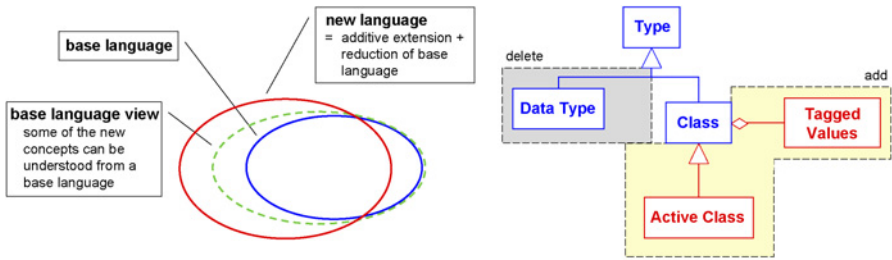 new language
= additive extension +
reduction of base
language
base language
base language view
some of the new
concepts can be
understood from a
base language
Type
delete
add
Data Type
Class
Tagged
Values
Active Class